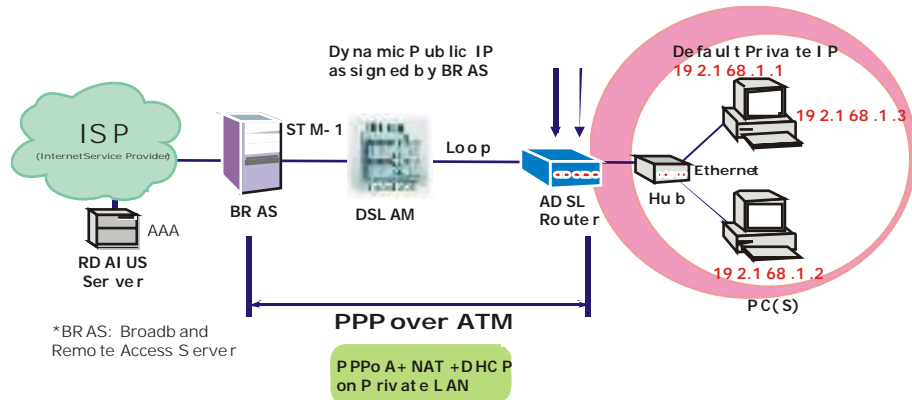 Dynamic Public IP
assigned by BRAS
Default Private IP
192.168.1.1
192.168.1.3
ISP
(Internet Service Provider)
STM-1
Loop
Ethernet
Hub
BRAS
DSLAM
ADSL
Router
AAA
RDAIUS
Server
192.168.1.2
PC(S)
PPP over ATM
*BRAS: Broadband
Remote Access Server
PPPoA+NAT+DHCP
on Private LAN